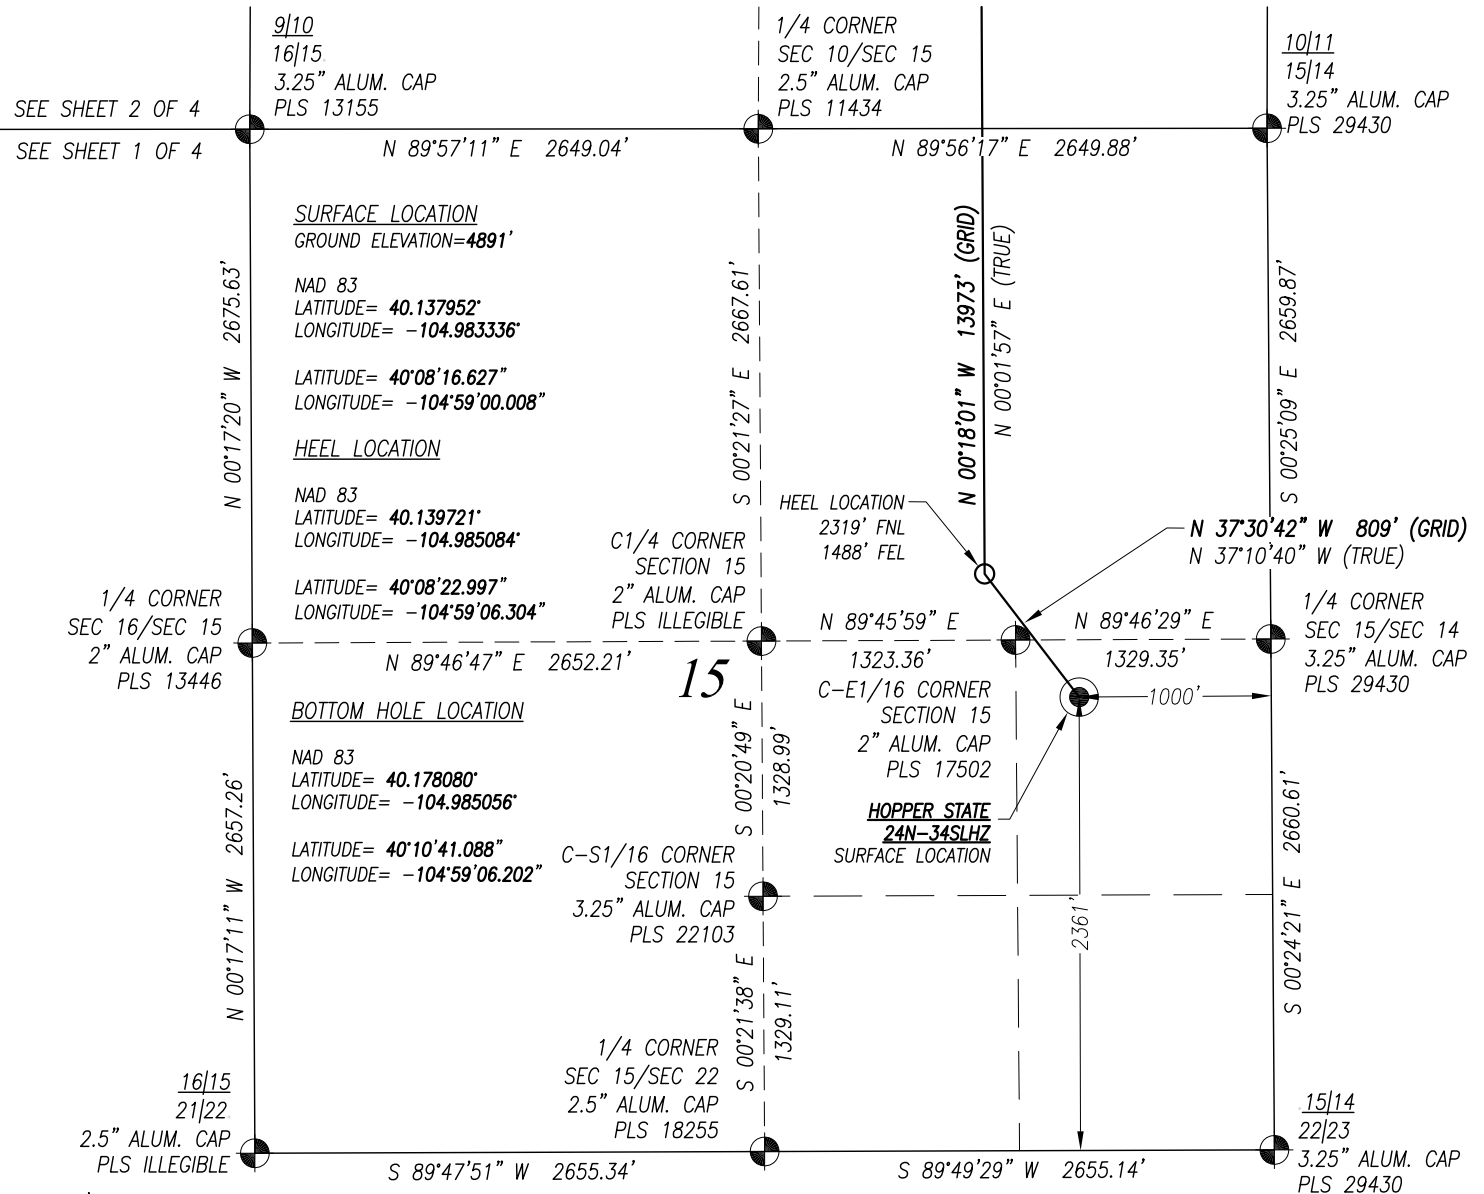 9/10
16|15
3.25" ALUM. CAP
PLS 13155
1/4 CORNER
SEC 10/SEC 15
2.5" ALUM. CAP
PLS 11434
10|11
15|14
3.25" ALUM. CAP
PLS 29430
SEE SHEET 2 OF 4
SEE SHEET 1 OF 4
N 89°57'11" E 2649.04'
N 89°56'17" E 2649.88'
SURFACE LOCATION
GROUND ELEVATION=4891'
NAD 83
LATITUDE= 40.137952°
LONGITUDE= -104.983336°
LATITUDE= 40°08'16.627"
LONGITUDE= -104°59'00.008"
HEEL LOCATION
NAD 83
LATITUDE= 40.139721°
LONGITUDE= -104.985084°
LATITUDE= 40°08'22.997"
LONGITUDE= -104°59'06.304"
N 00°17'20" W 2675.63'
S 00°21'27" E 2667.61'
N 00°18'01" W 13973' (GRID)
N 00°01'57" E (TRUE)
S 00°25'09" E 2659.87'
HEEL LOCATION
2319' FNL
1488' FEL
N 37°30'42" W 809' (GRID)
N 37°10'40" W (TRUE)
C1/4 CORNER
SECTION 15
2" ALUM. CAP
PLS ILLEGIBLE
1/4 CORNER
SEC 16/SEC 15
2" ALUM. CAP
PLS 13446
N 89°46'47" E 2652.21'
15
N 89°45'59" E
1323.36'
N 89°46'29" E
1329.35'
1/4 CORNER
SEC 15/SEC 14
3.25" ALUM. CAP
PLS 29430
C-E1/16 CORNER
SECTION 15
2" ALUM. CAP
PLS 17502
1000'
HOPPER STATE
24N-34SLHZ
SURFACE LOCATION
BOTTOM HOLE LOCATION
NAD 83
LATITUDE= 40.178080°
LONGITUDE= -104.985056°
LATITUDE= 40°10'41.088"
LONGITUDE= -104°59'06.202"
N 00°17'11" W 2657.26'
S 00°20'49" E
1328.99'
C-S1/16 CORNER
SECTION 15
3.25" ALUM. CAP
PLS 22103
2361'
S 00°24'21" E 2660.61'
S 00°21'38" E
1329.11'
1/4 CORNER
SEC 15/SEC 22
2.5" ALUM. CAP
PLS 18255
16|15
21|22
2.5" ALUM. CAP
PLS ILLEGIBLE
15|14
22|23
3.25" ALUM. CAP
PLS 29430
S 89°47'51" W 2655.34'
S 89°49'29" W 2655.14'